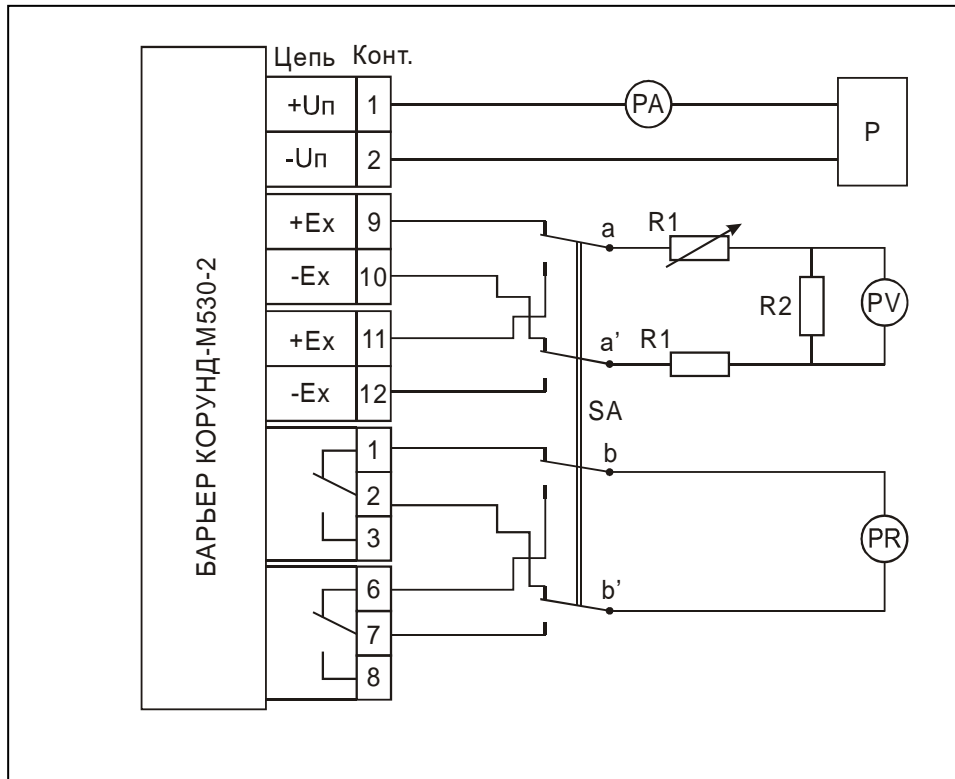 Цепь Конт.
+Uп 1
-Uп 2
+Ex 9
-Ex 10
+Ex 11
-Ex 12
1
2
3
6
7
8
БАРЬЕР КОРУНД-М530-2
PA
P
a
R1
R2
PV
a’
R1
SA
b
PR
b’